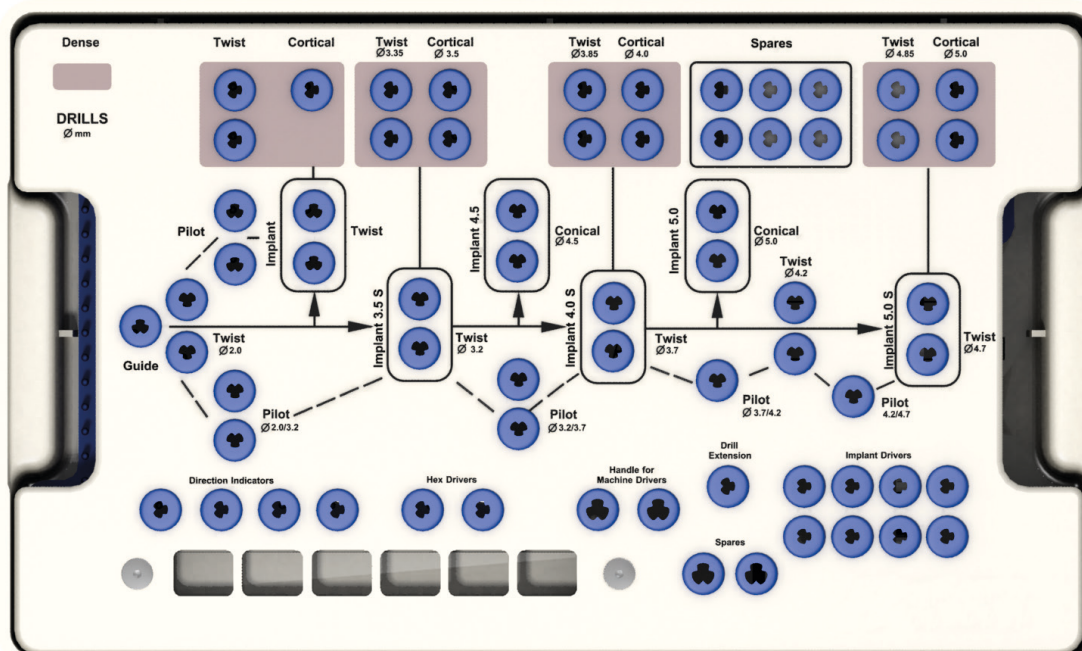 Dense
DRILLS
Ø mm
Twist
Cortical
Twist
Ø3.35
Cortical
Ø 3.5
Twist
Ø3.85
Cortical
Ø 4.0
Spares
Twist
Ø 4.85
Cortical
Ø 5.0
Pilot
Implant
Twist
Implant 4.5
Conical
Ø 4.5
Implant 5.0
Conical
Ø 5.0
Twist
Ø 4.2
Guide
Twist
Ø 2.0
Implant 3.5 S
Twist
Ø 3.2
Implant 4.0 S
Twist
Ø3.7
Implant 5.0 S
Twist
Ø4.7
Pilot
Ø 2.0/3.2
Pilot
Ø 3.2/3.7
Pilot
Ø 3.7/4.2
Pilot
4.2/4.7
Direction Indicators
Hex Drivers
Handle for
Machine Drivers
Drill
Extension
Implant Drivers
Spares